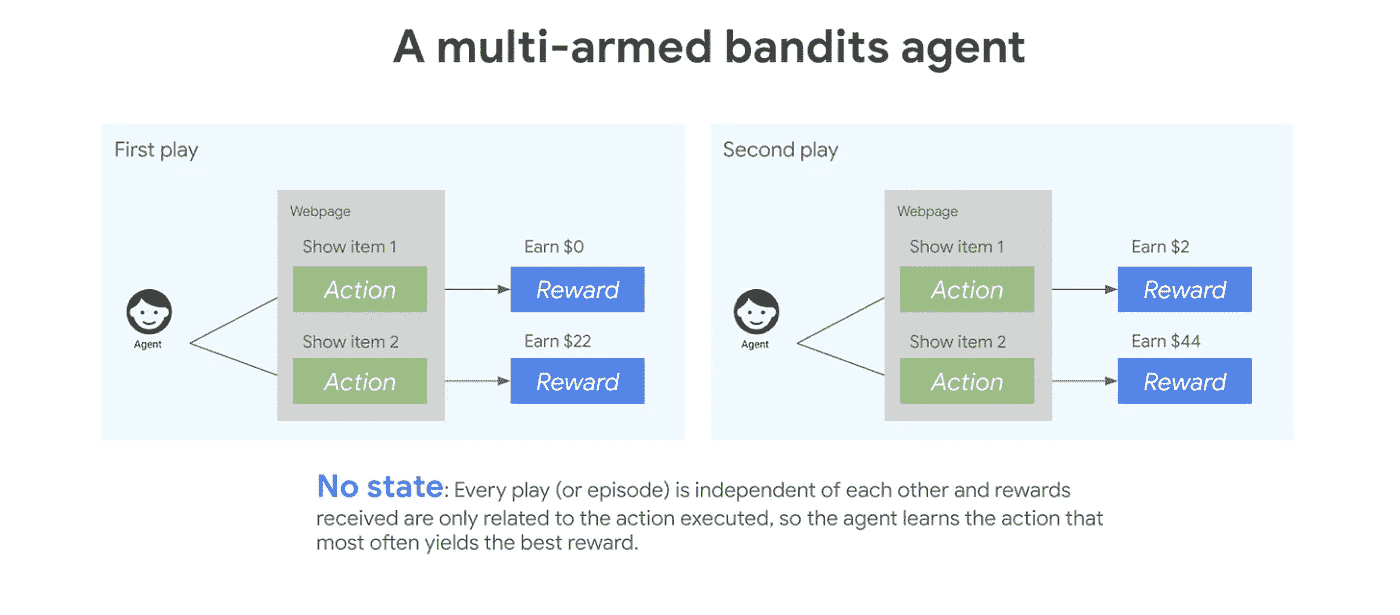 A multi-armed bandits agent
First play
Webpage
Show item 1
Earn $0
Action
Reward
Agent
Show item 2
Earn $22
Action
Reward
Second play
Webpage
Show item 1
Earn $2
Action
Reward
Agent
Show item 2
Earn $44
Action
Reward
No state: Every play (or episode) is independent of each other and rewards
received are only related to the action executed, so the agent learns the action that
most often yields the best reward.